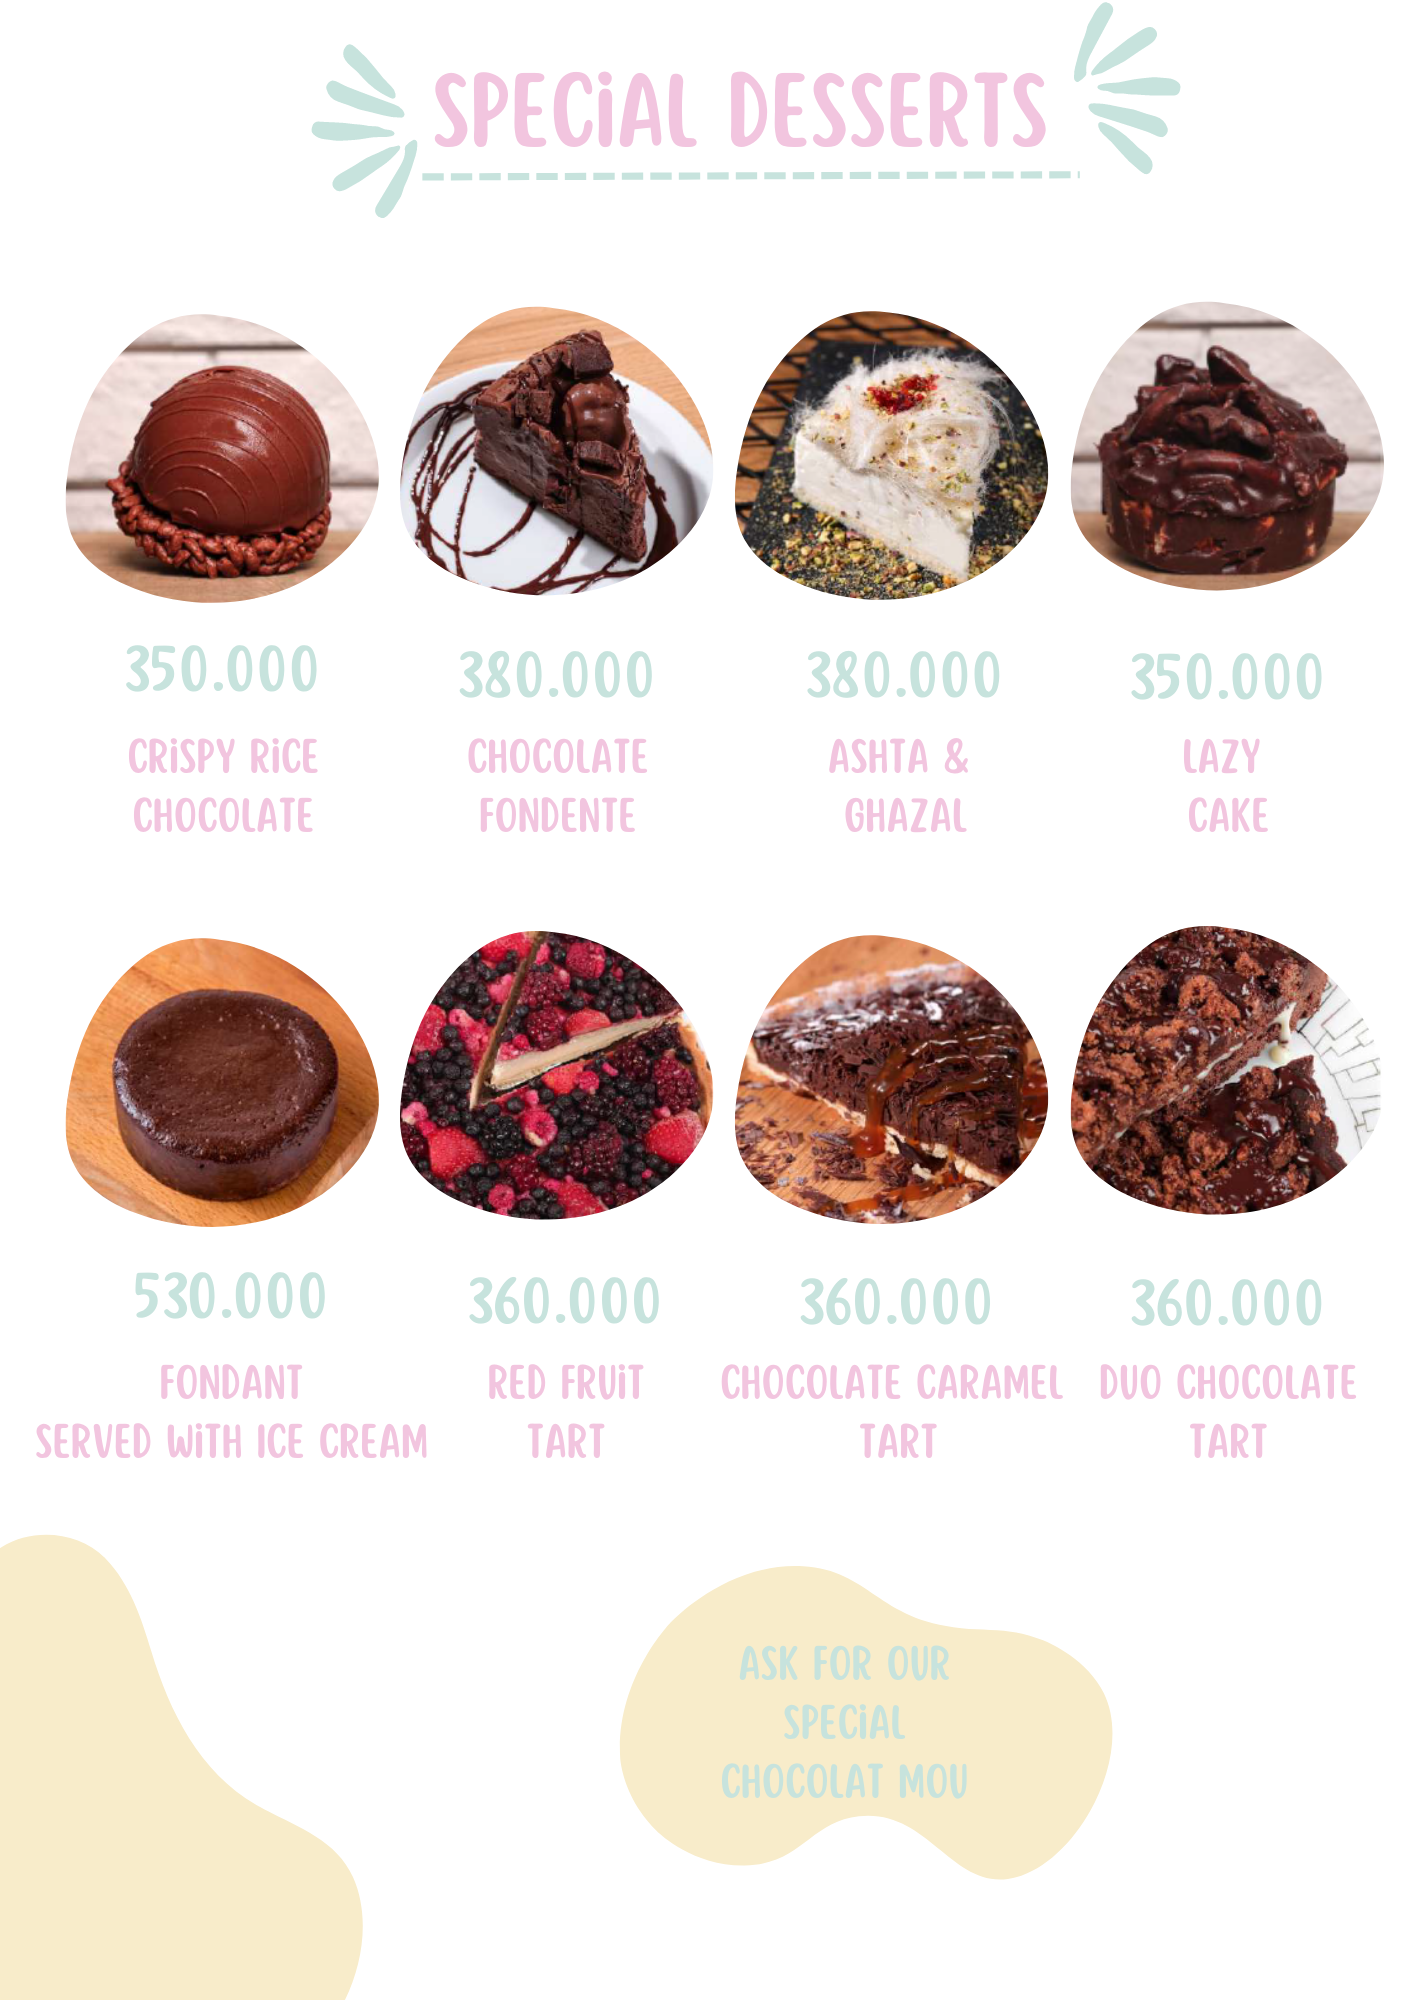 SPECIAL DESSERTS
350.000
380.000
380.000
350.000
CRISPY RICE
CHOCOLATE
CHOCOLATE
FONDENTE
ASHTA &
GHAZAL
LAZY
CAKE
530.000
360.000
360.000
360.000
FONDANT
SERVED WITH ICE CREAM
RED FRUIT
TART
CHOCOLATE CARAMEL
TART
DUO CHOCOLATE
TART
ASK FOR OUR
SPECIAL
CHOCOLAT MOU